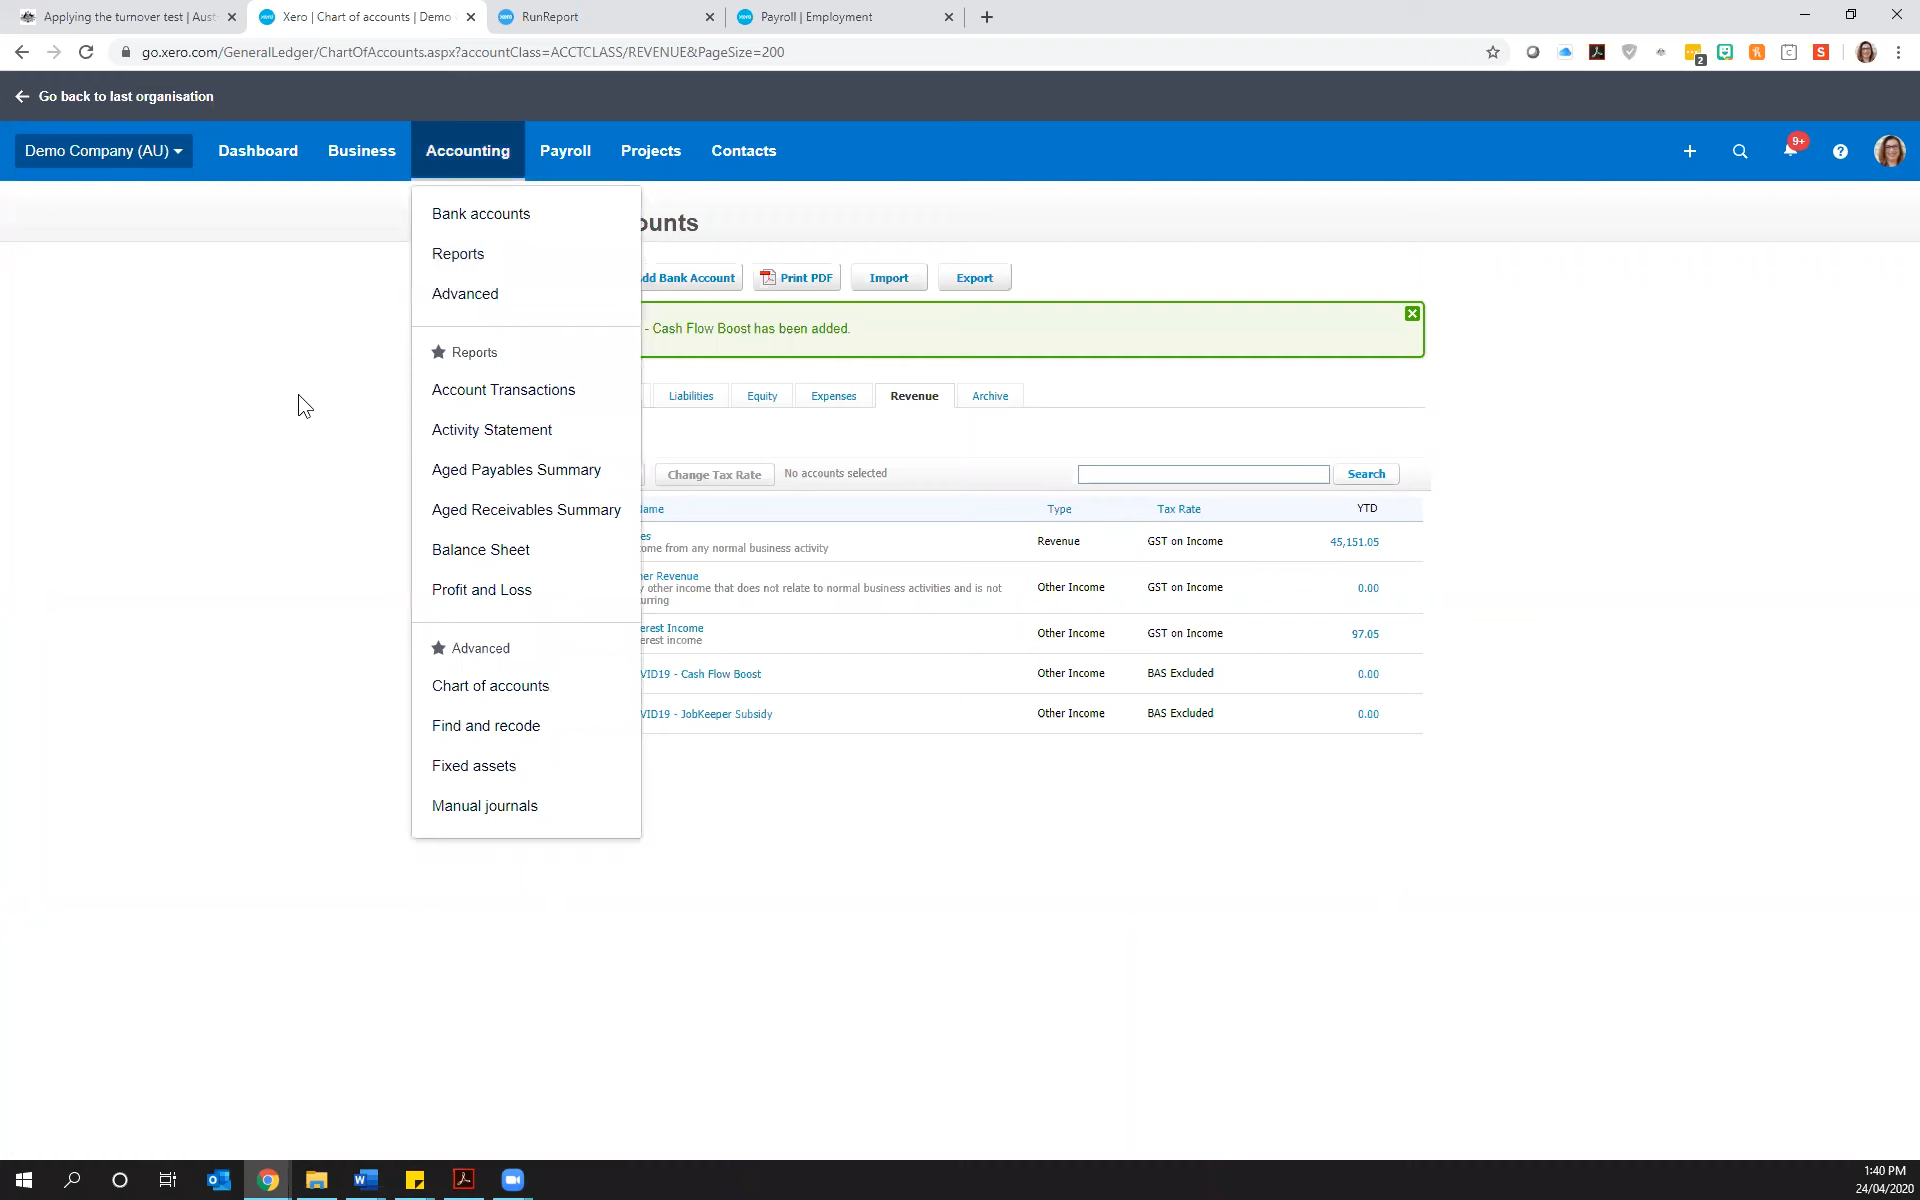 Applying the turnover test | Aust
Xero | Chart of accounts | Demo
RunReport
Payroll | Employment
go.xero.com/GeneralLedger/ChartOfAccounts.aspx?accountClass=ACCTCLASS/REVENUE&PageSize=200
2
Go back to last organisation
Demo Company (AU)
Dashboard
Business
Accounting
Payroll
Projects
Contacts
9+
Bank accounts
Reports
Advanced
Reports
Account Transactions
Activity Statement
Aged Payables Summary
Aged Receivables Summary
Balance Sheet
Profit and Loss
Advanced
Chart of accounts
Find and recode
Fixed assets
Manual journals
ounts
dd Bank Account
Print PDF
Import
Export
- Cash Flow Boost has been added.
Liabilities
Equity
Expenses
Revenue
Archive
Change Tax Rate
No accounts selected
Search
ame Type Tax Rate YTD
es
ome from any normal business activity
Revenue GST on Income 45,151.05
er Revenue
y other income that does not relate to normal business activities and is not
urring
Other Income GST on Income 0.00
erest Income
erest income
Other Income GST on Income 97.05
VID19 - Cash Flow Boost Other Income BAS Excluded 0.00
VID19 - JobKeeper Subsidy Other Income BAS Excluded 0.00
1:40 PM
24/04/2020